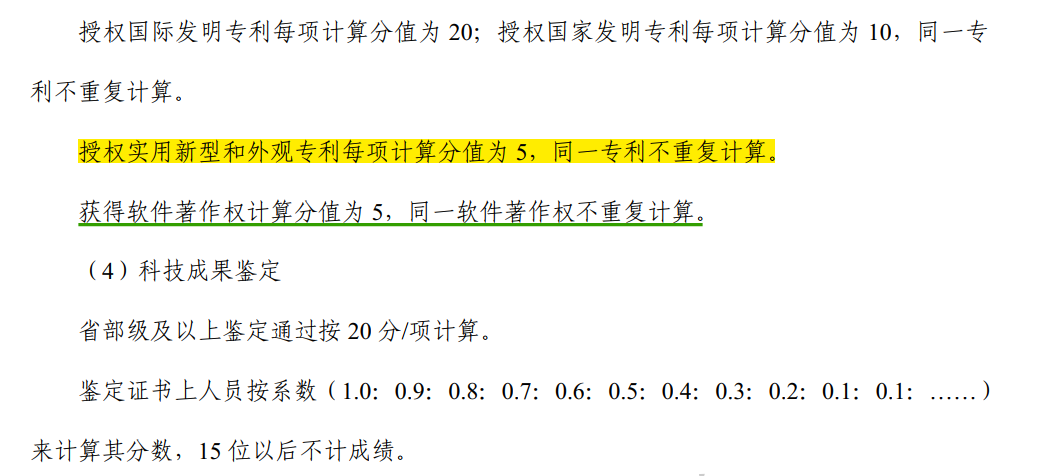 授权国际发明专利每项计算分值为 20；授权国家发明专利每项计算分值为 10，同一专
利不重复计算。
授权实用新型和外观专利每项计算分值为 5，同一专利不重复计算。
获得软件著作权计算分值为 5，同一软件著作权不重复计算。
（4）科技成果鉴定
省部级及以上鉴定通过按 20 分/项计算。
鉴定证书上人员按系数（1.0：0.9：0.8：0.7：0.6：0.5：0.4：0.3：0.2：0.1：0.1：……）
来计算其分数，15 位以后不计成绩。